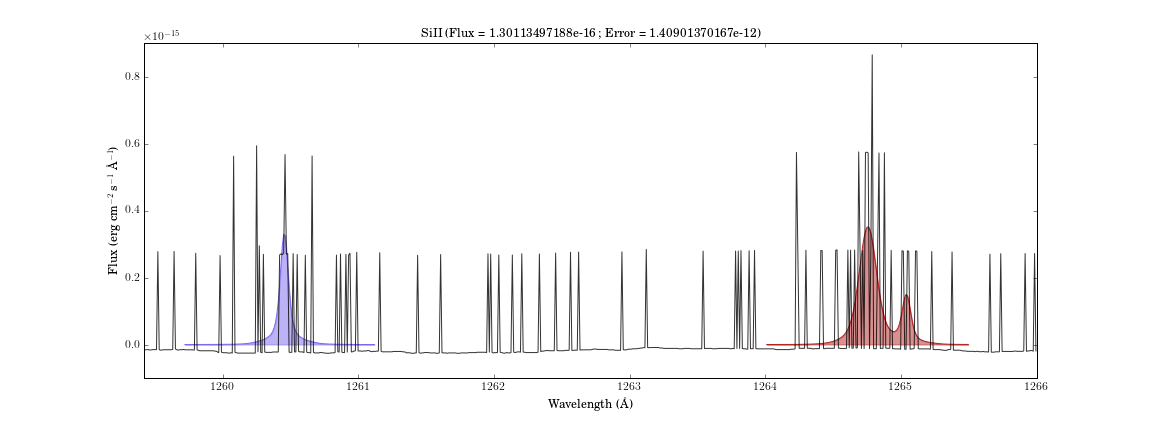 SiII (Flux = 1.30113497188e-16 ; Error = 1.40901370167e-12)
×10⁻¹⁵
0.8
0.6
0.4
0.2
0.0
Flux (erg cm⁻² s⁻¹ Å⁻¹)
1260 1261 1262 1263 1264 1265 1266
Wavelength (Å)